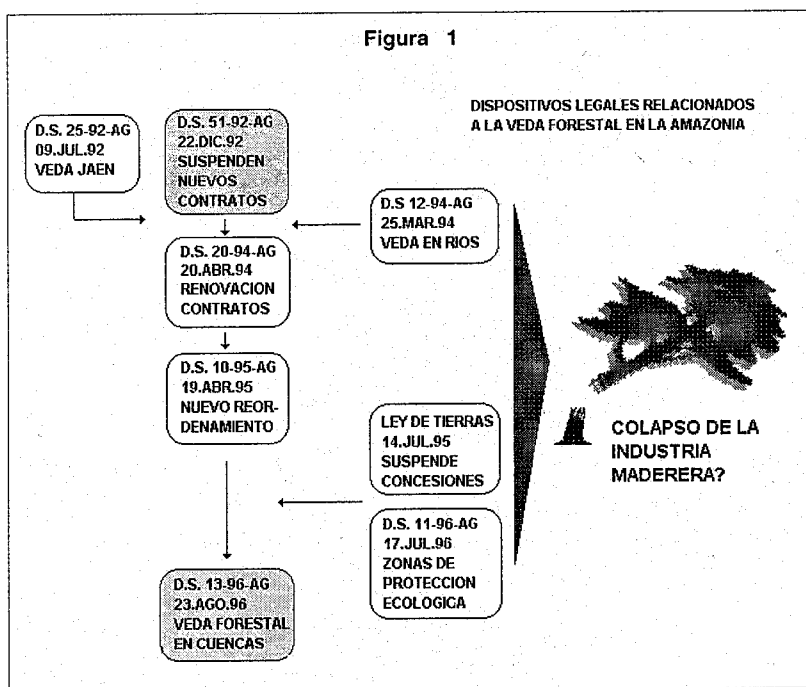 Figura 1
DISPOSITIVOS LEGALES RELACIONADOS
A LA VEDA FORESTAL EN LA AMAZONIA
D.S. 25-92-AG
09.JUL.92
VEDA JAEN
D.S. 51-92-AG
22.DIC.92
SUSPENDEN
NUEVOS
CONTRATOS
D.S 12-94-AG
25.MAR.94
VEDA EN RIOS
D.S. 20-94-AG
20.ABR.94
RENOVACION
CONTRATOS
D.S. 10-95-AG
19.ABR.95
NUEVO REOR-
DENAMIENTO
LEY DE TIERRAS
14.JUL.95
SUSPENDE
CONCESIONES
D.S. 11-96-AG
17.JUL.96
ZONAS DE
PROTECCION
ECOLOGICA
D.S. 13-96-AG
23.AGO.96
VEDA FORESTAL
EN CUENCAS
COLAPSO DE LA
INDUSTRIA
MADERERA?